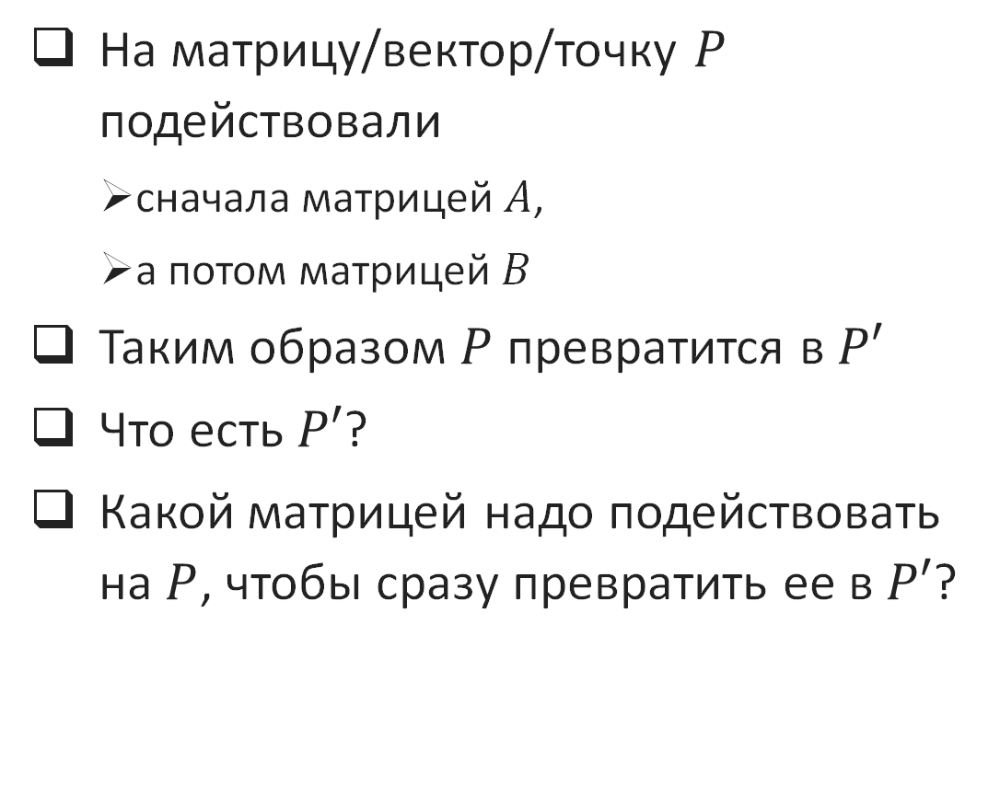 На матрицу/вектор/точку P
подействовали
сначала матрицей A,
а потом матрицей B
Таким образом P превратится в P′
Что есть P′?
Какой матрицей надо подействовать
на P, чтобы сразу превратить ее в P′?